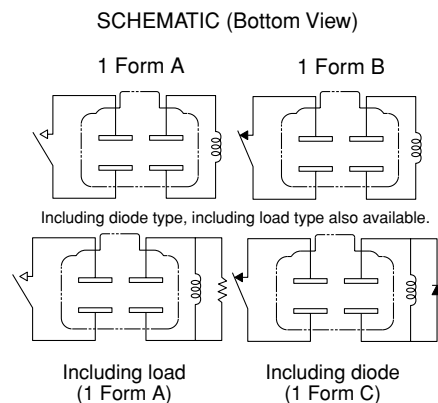 SCHEMATIC (Bottom View)
1 Form A
1 Form B
Including diode type, including load type also available.
Including load
(1 Form A)
Including diode
(1 Form C)